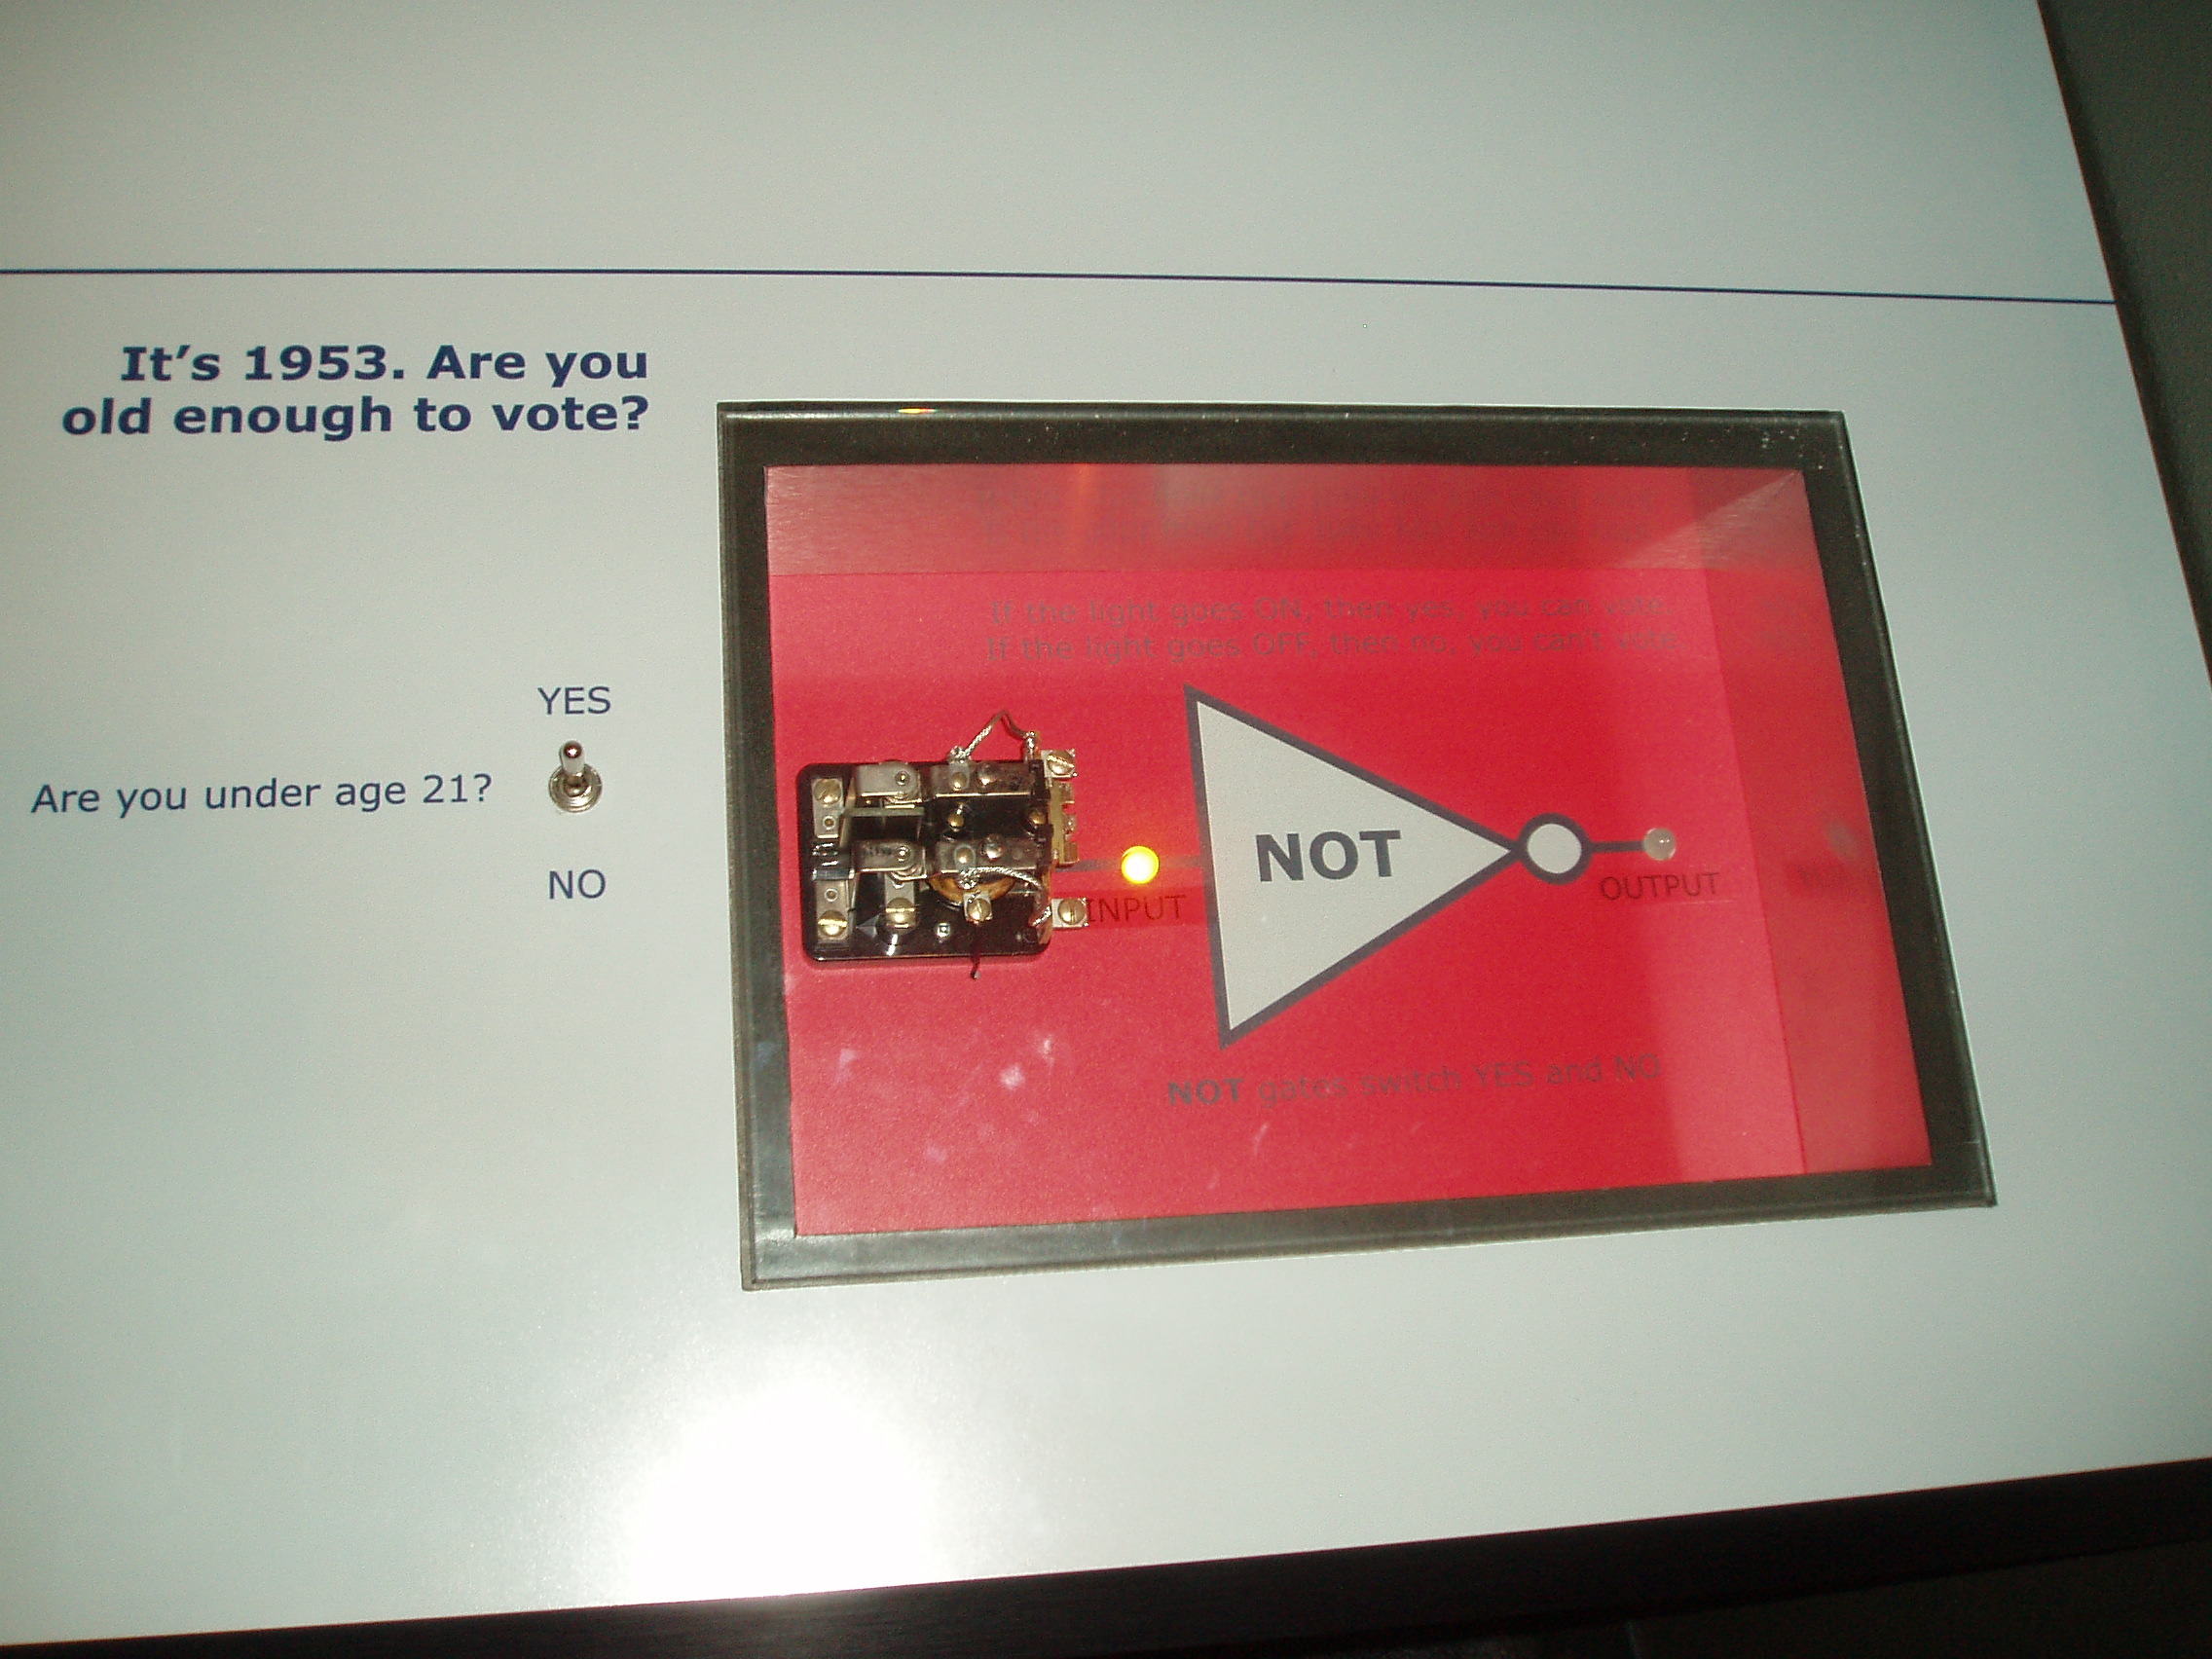 It's 1953. Are you
old enough to vote?
If the light goes ON, then yes, you can vote.
If the light goes OFF, then no, you can't vote.
YES
Are you under age 21?
NO
NOT
INPUT
OUTPUT
NOT gates switch YES and NO